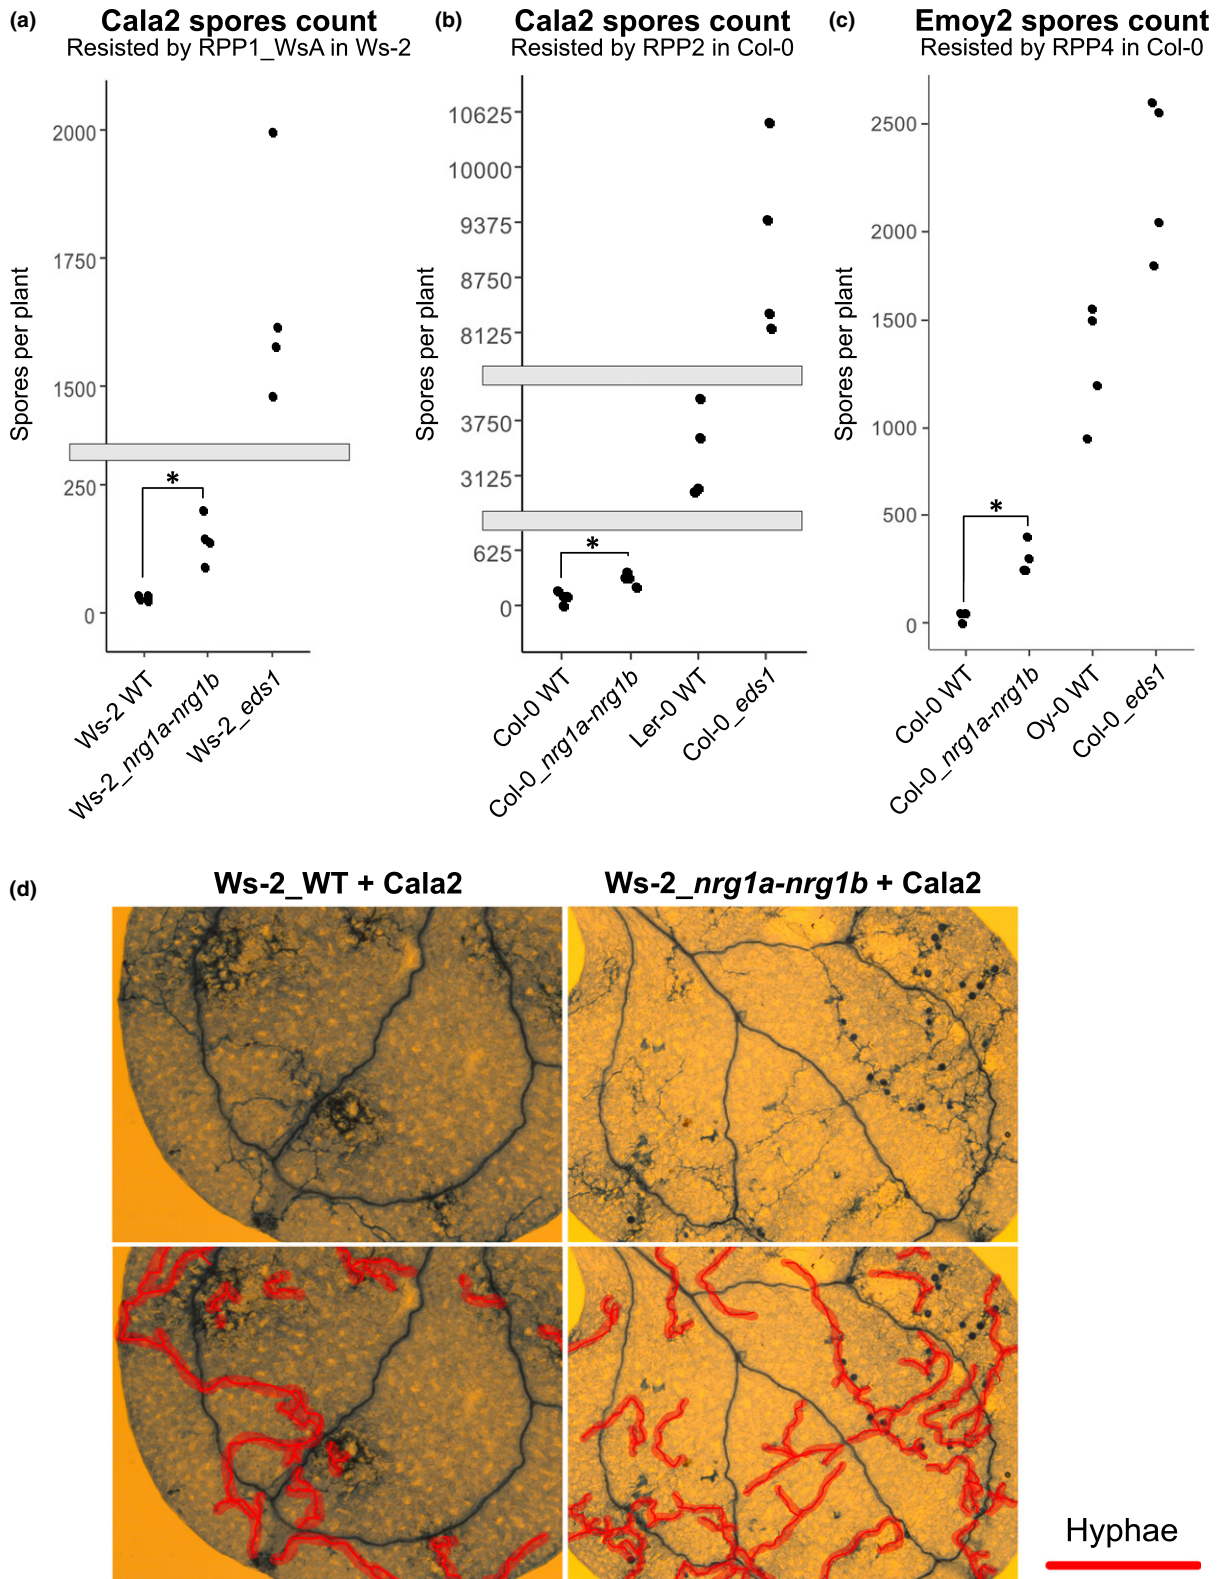 (a)
Cala2 spores count
Resisted by RPP1_WsA in Ws-2
Spores per plant
2000
1750
1500
250
0
*
Ws-2 WT
Ws-2_nrg1a-nrg1b
Ws-2_eds1
(b)
Cala2 spores count
Resisted by RPP2 in Col-0
Spores per plant
10625
10000
9375
8750
8125
3750
3125
625
0
*
Col-0 WT
Col-0_nrg1a-nrg1b
Ler-0 WT
Col-0_eds1
(c)
Emoy2 spores count
Resisted by RPP4 in Col-0
Spores per plant
2500
2000
1500
1000
500
0
*
Col-0 WT
Col-0_nrg1a-nrg1b
Oy-0 WT
Col-0_eds1
(d)
Ws-2_WT + Cala2
Ws-2_nrg1a-nrg1b + Cala2
Hyphae